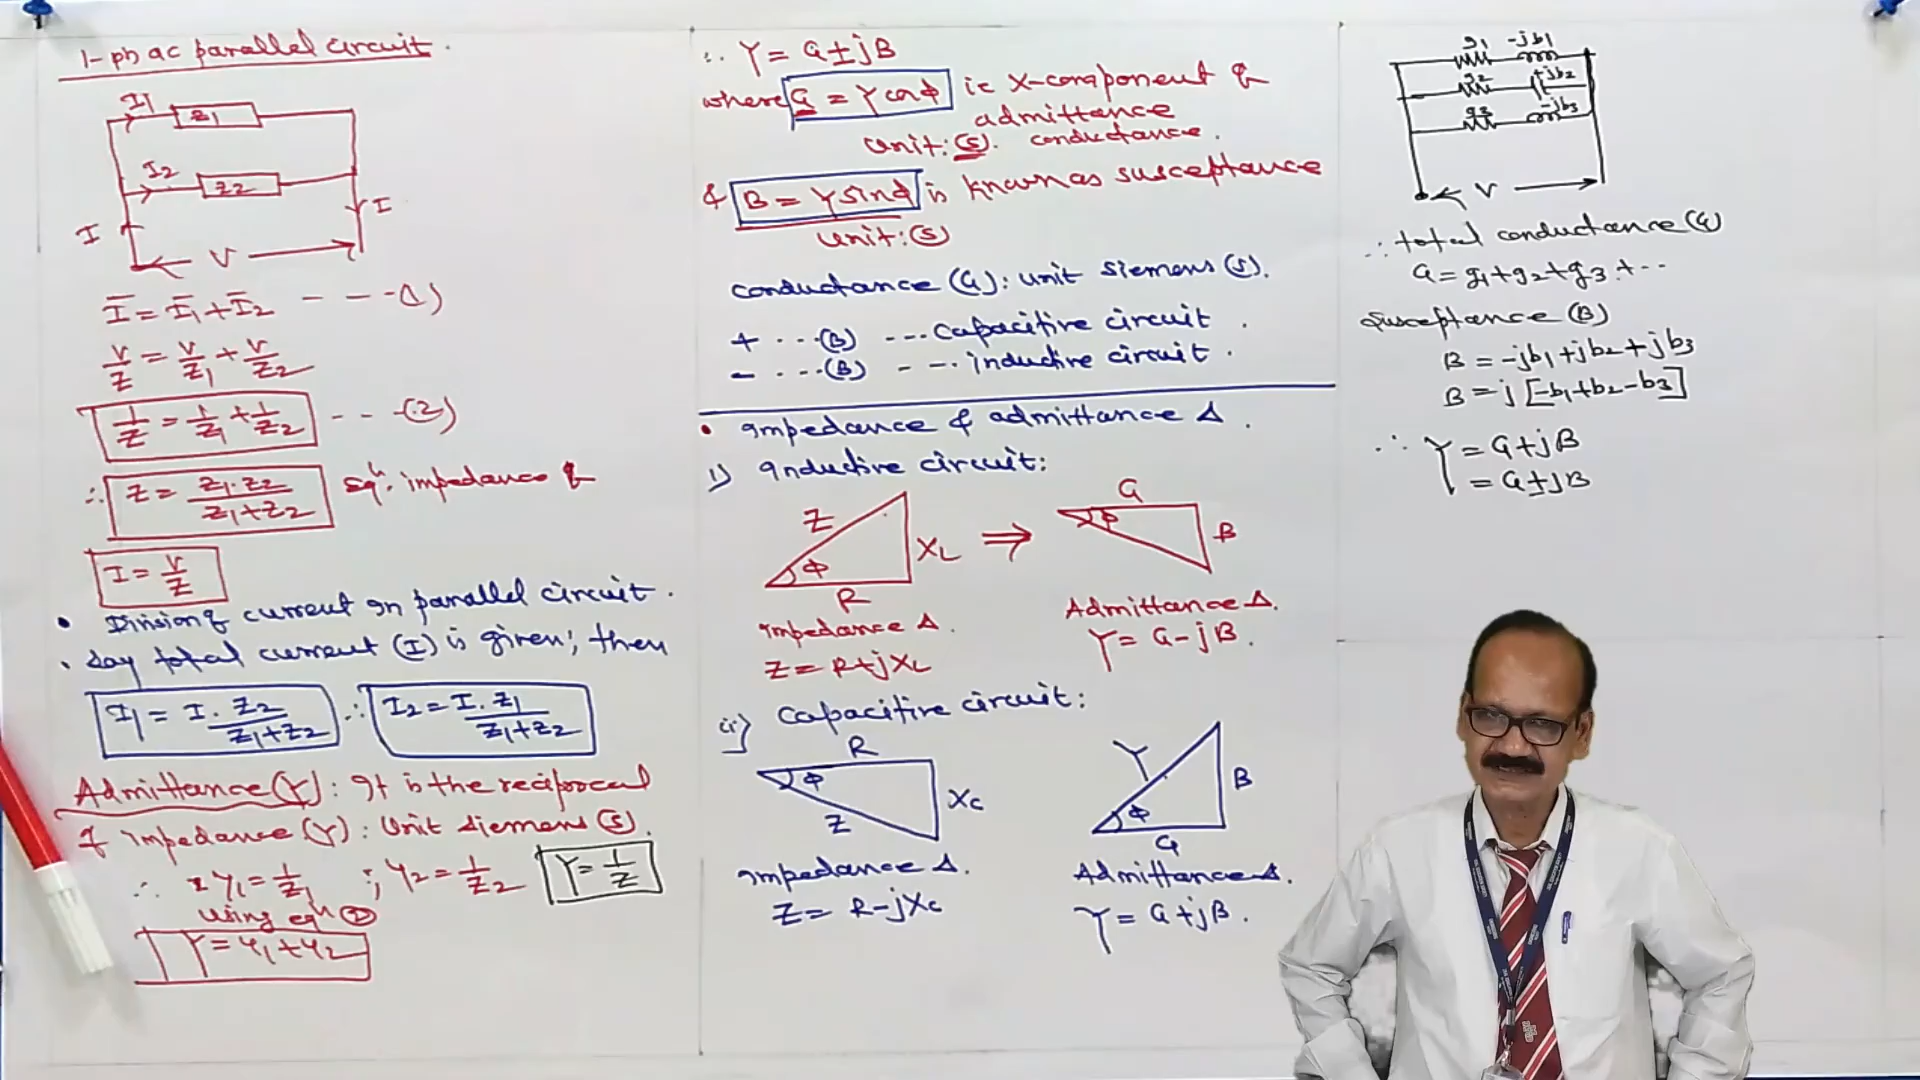 1-ph ac parallel circuit.
I1
Z1
I2
Z2
I
I
V
I̅ = I̅1 + I̅2 - - - (1)
V/Z = V/Z1 + V/Z2
1/Z = 1/Z1 + 1/Z2 - - (2)
∴ Z = Z1.Z2/Z1+Z2 eqn. impedance of
I = V/Z
• Division of current in parallel circuit.
• Say total current (I) is given; then
I1 = I. Z2/Z1+Z2 ∴ I2 = I. Z1/Z1+Z2
Admittance (Y): It is the reciprocal
of impedance (Y): Unit Siemens (S).
∴ Y1 = 1/Z1 ; Y2 = 1/Z2 Y = 1/Z
using eqn (2)
Y = Y1 + Y2
∴ Y = G ± jB
where G = Y cos ϕ is X-component of
admittance
Unit: (S). conductance.
& B = Y sin ϕ is known as susceptance
Unit: (S)
conductance (G): unit siemens (S).
+ ... (B) --- Capacitive circuit.
- ... (B) - - - inductive circuit.
• Impedance & admittance Δ.
i) Inductive circuit:
Z
ϕ
XL
R
⇒
G
ϕ
B
Impedance Δ.
Z = R + jXL
Admittance Δ.
Y = G - jB.
ii) Capacitive circuit:
R
ϕ
XC
Z
Y
B
ϕ
G
Impedance Δ.
Z = R - jXC
Admittance Δ.
Y = G + jB.
g1 -jb1
g2 +jb2
g3 -jb3
V
∴ total conductance (G)
G = g1 + g2 + g3 + ...
Susceptance (B)
B = -jb1 + jb2 + jb3
B = j [-b1 + b2 - b3]
∴ Y = G + jB
= G ± jB